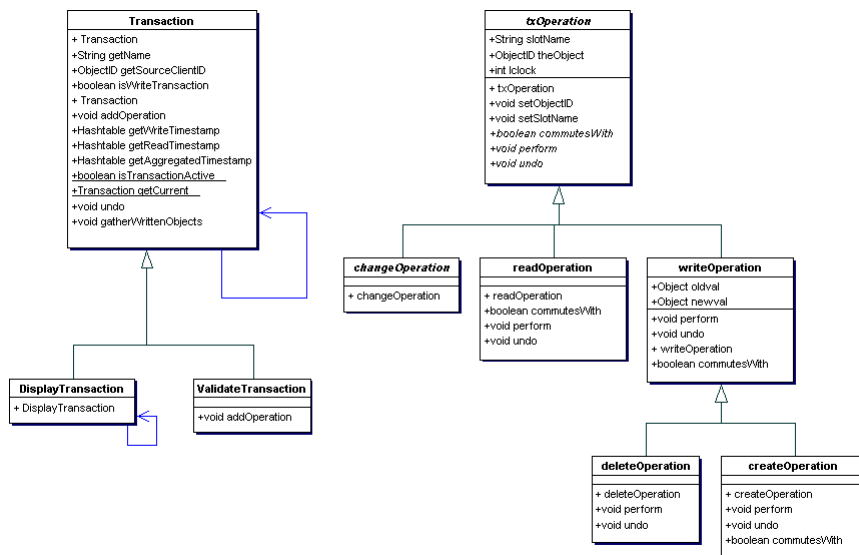 Transaction
+ Transaction
+String getName
+ObjectID getSourceClientID
+boolean isWriteTransaction
+ Transaction
+void addOperation
+Hashtable getWriteTimestamp
+Hashtable getReadTimestamp
+Hashtable getAggregatedTimestamp
+boolean isTransactionActive
+Transaction getCurrent
+void undo
+void gatherWrittenObjects
DisplayTransaction
+ DisplayTransaction
ValidateTransaction
+void addOperation
txOperation
+String slotName
+ObjectID theObject
+int lclock
+ txOperation
+void setObjectID
+void setSlotName
+boolean commutesWith
+void perform
+void undo
changeOperation
+ changeOperation
readOperation
+ readOperation
+boolean commutesWith
+void perform
+void undo
writeOperation
+Object oldval
+Object newval
+void perform
+void undo
+ writeOperation
+boolean commutesWith
deleteOperation
+ deleteOperation
+void perform
+void undo
createOperation
+ createOperation
+void perform
+void undo
+boolean commutesWith